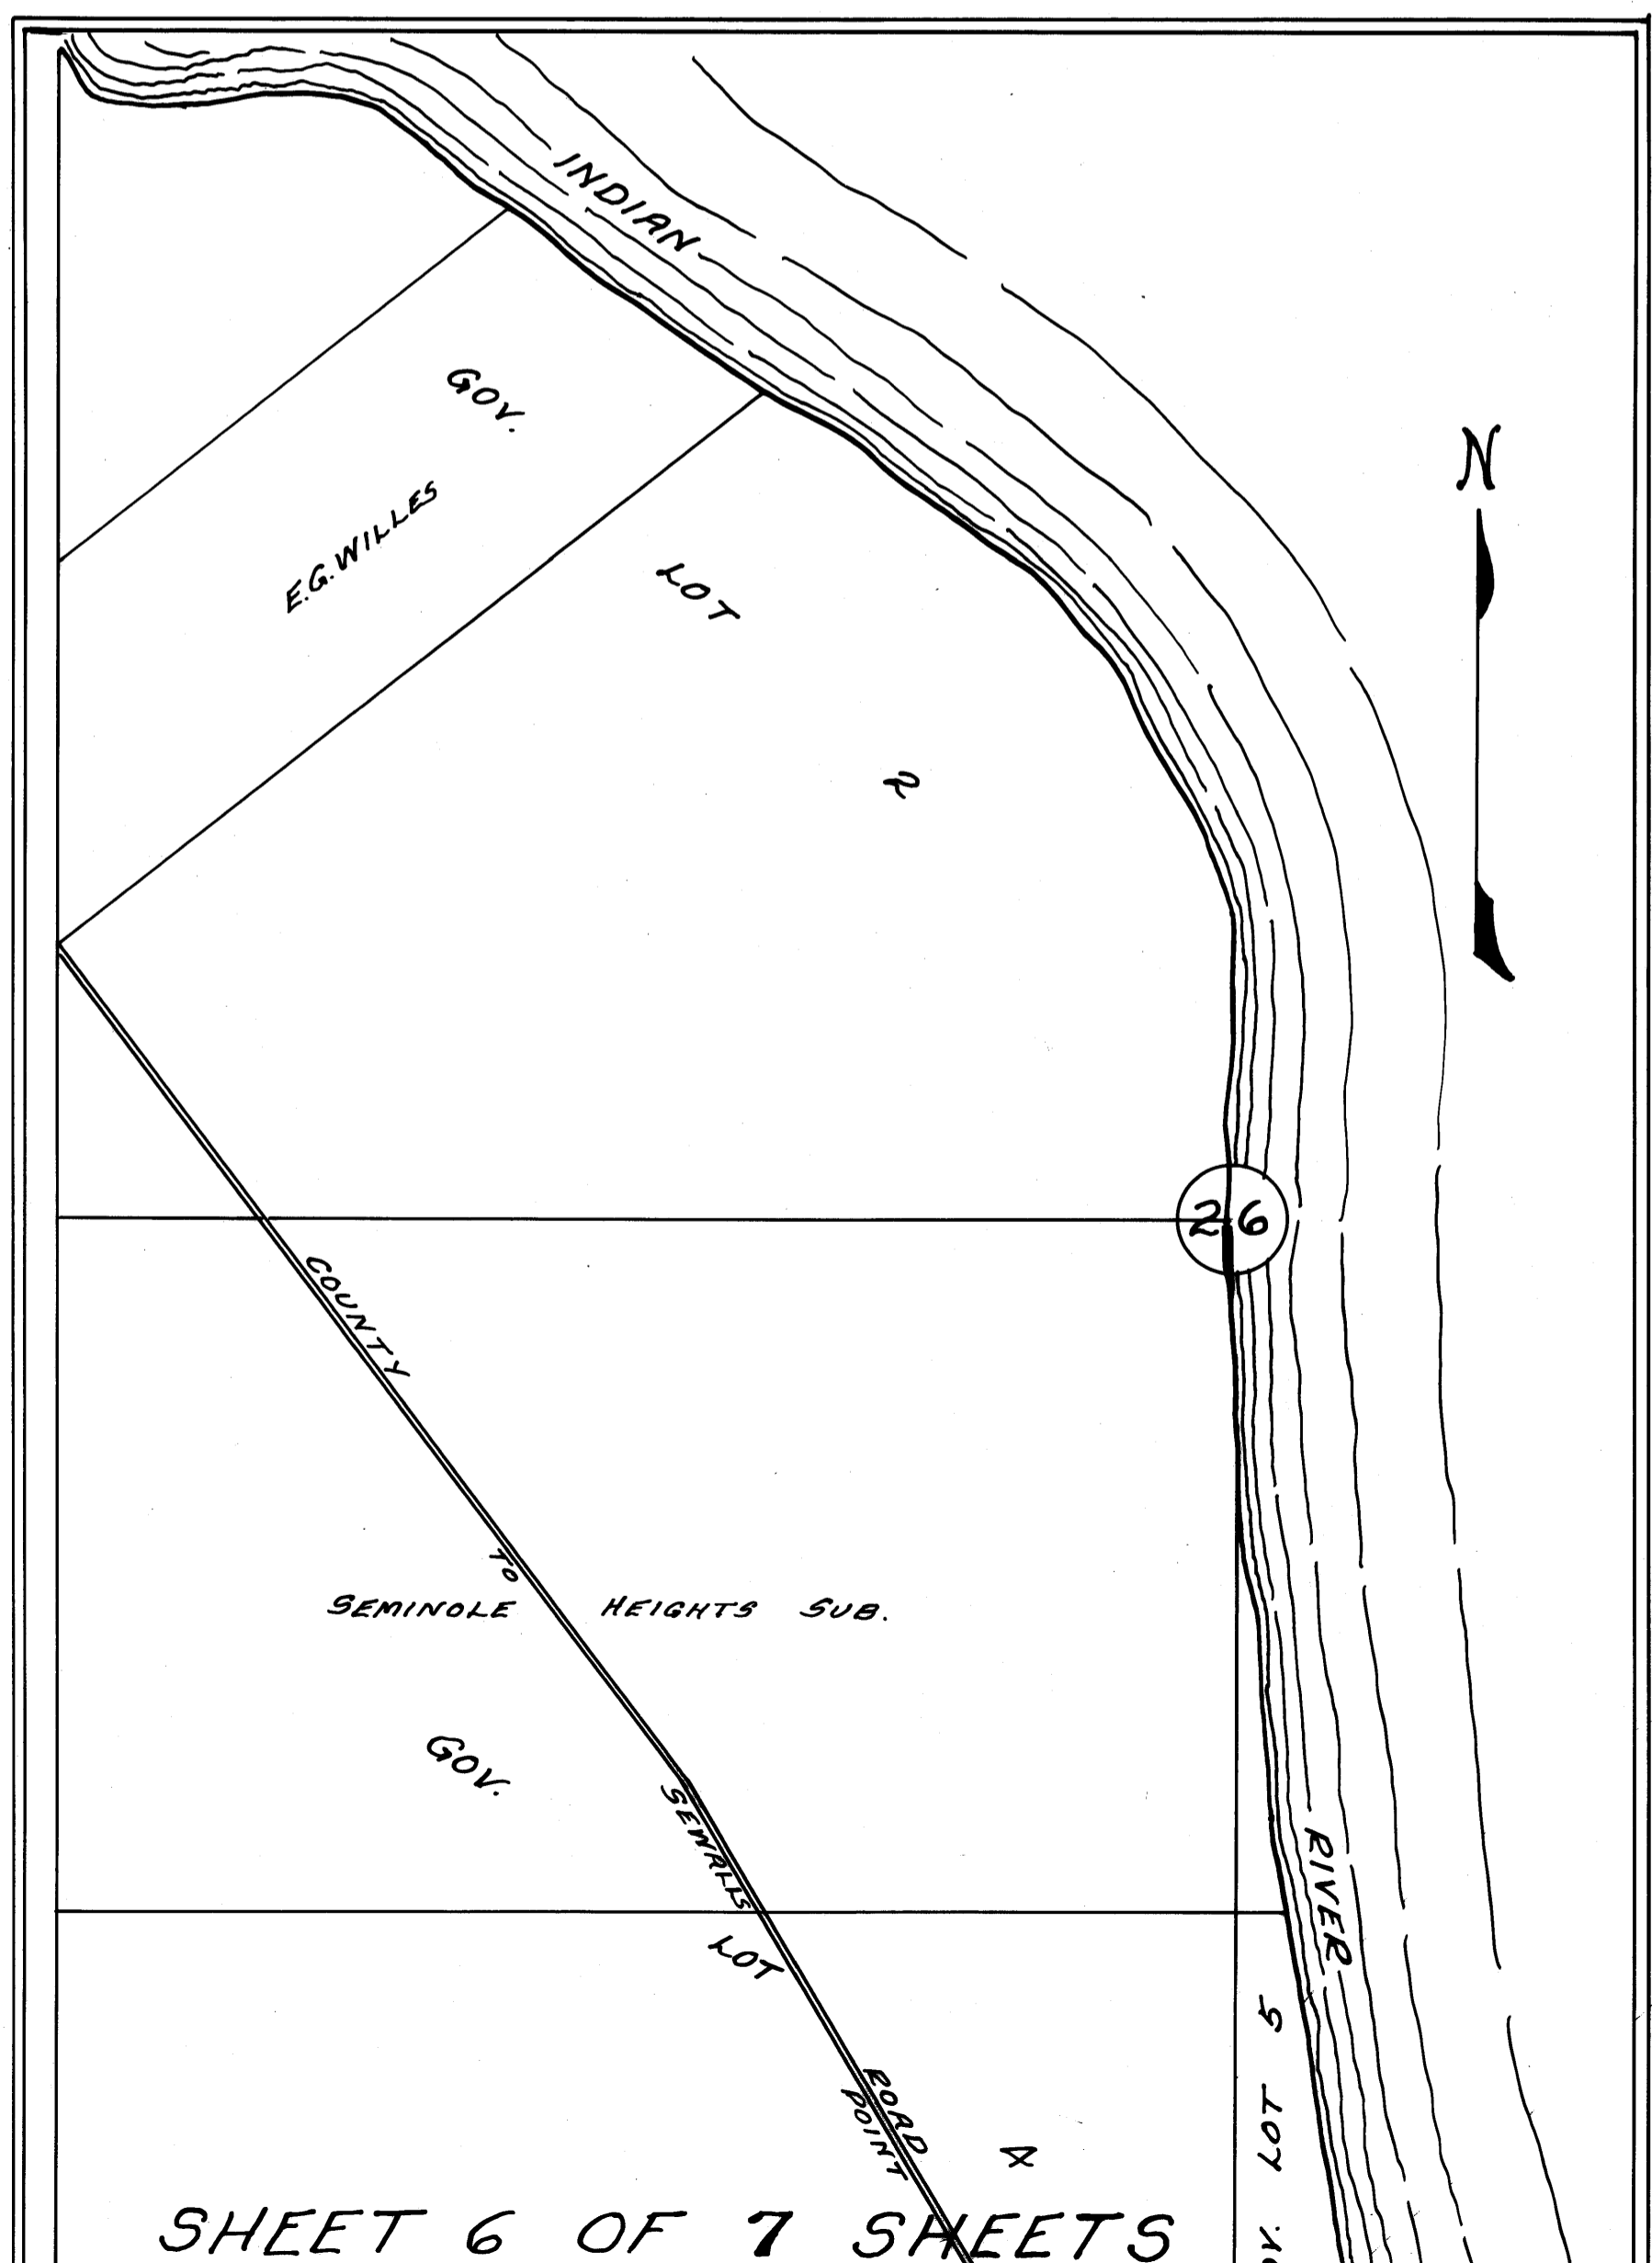 INDIAN
GOV.
N
E.G. WILLES
LOT
2
26
COUNTY
TO
SEMINOLE HEIGHTS SUB.
GOV.
SEWALLS
RIVER
LOT
LOT 5
ROAD
POINT
4
SHEET 6 OF 7 SHEETS